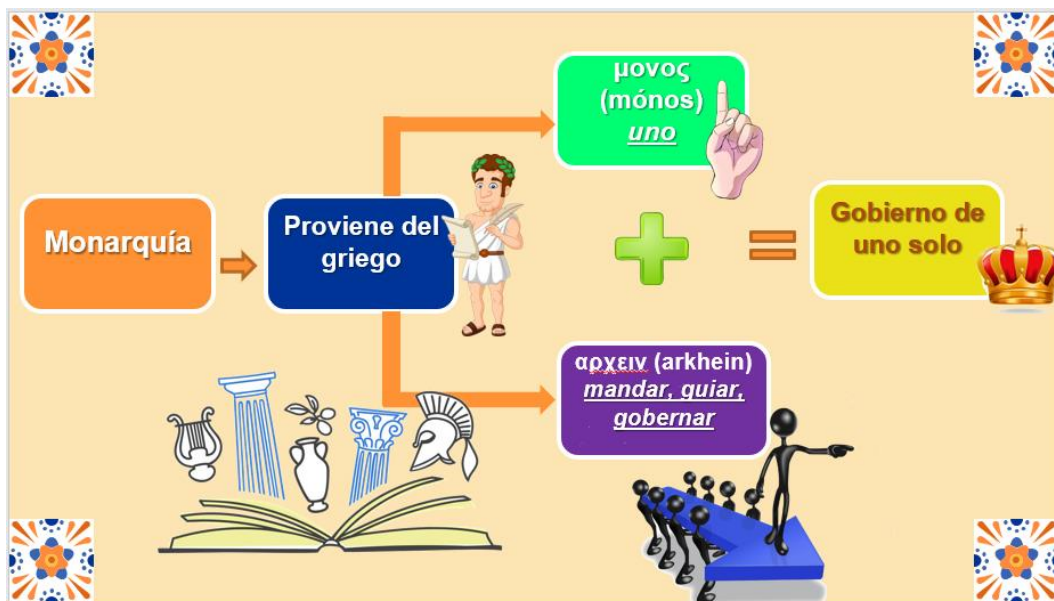 Monarquía
Proviene del
griego
μονος
(mónos)
uno
αρχειν (arkhein)
mandar, guiar,
gobernar
Gobierno de
uno solo